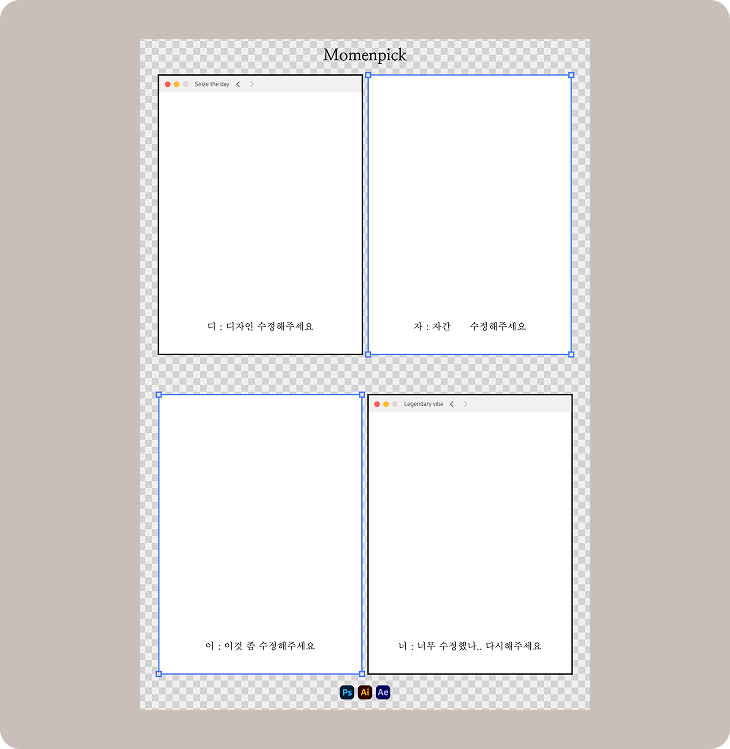 Momenpick
Seize the day
디 : 디자인 수정해주세요
자 : 자간 수정해주세요
Legendary vibe
이 : 이것 좀 수정해주세요
너 : 너무 수정했나.. 다시해주세요
Ps Ai Ae